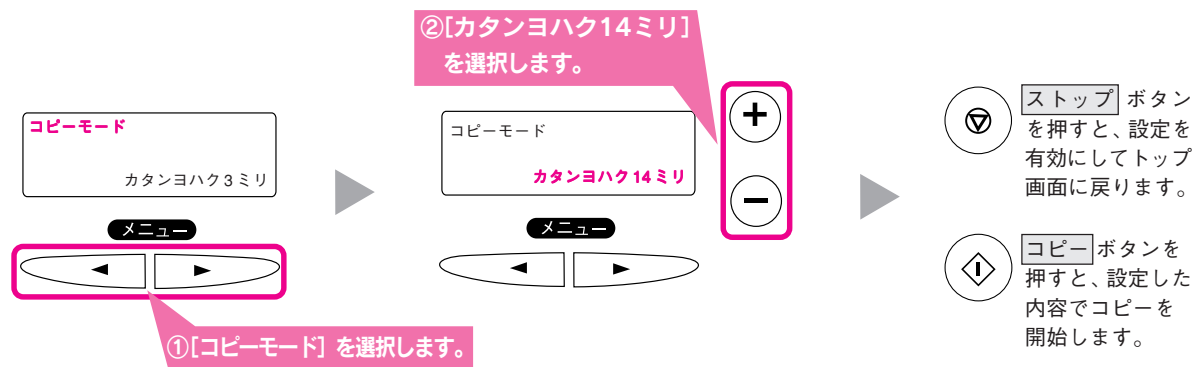 コピーモード
カタンヨハク3ミリ
メニュー
①[コピーモード] を選択します。
②[カタンヨハク14ミリ]
を選択します。
コピーモード
カタンヨハク14ミリ
メニュー
+
−
ストップ ボタン
を押すと、設定を
有効にしてトップ
画面に戻ります。
コピー ボタンを
押すと、設定した
内容でコピーを
開始します。